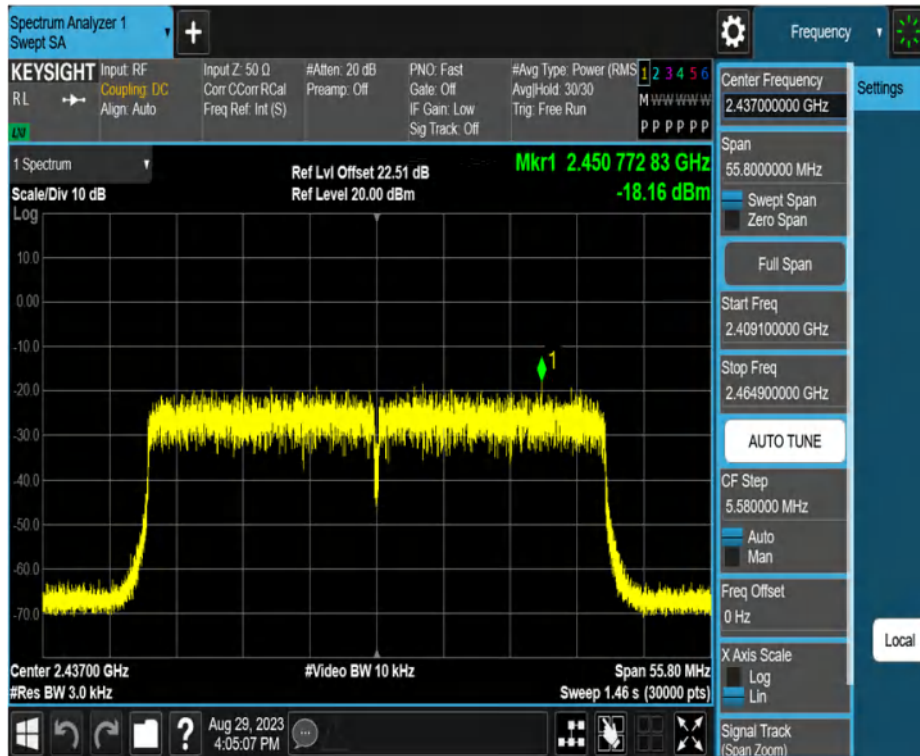 Spectrum Analyzer 1
Swept SA
Frequency
KEYSIGHT
RL
Input: RF
Coupling: DC
Align: Auto
Input Z: 50 Ω
Corr CCorr RCal
Freq Ref: Int (S)
#Atten: 20 dB
Preamp: Off
PNO: Fast
Gate: Off
IF Gain: Low
Sig Track: Off
#Avg Type: Power (RMS
Avg|Hold: 30/30
Trig: Free Run
1 2 3 4 5 6
M W W W W W
P P P P P P
LXI
1 Spectrum
Scale/Div 10 dB
Log
Ref Lvl Offset 22.51 dB
Ref Level 20.00 dBm
Mkr1 2.450 772 83 GHz
-18.16 dBm
10.0
0.00
-10.0
-20.0
-30.0
-40.0
-50.0
-60.0
-70.0
1
Center 2.43700 GHz
#Res BW 3.0 kHz
#Video BW 10 kHz
Span 55.80 MHz
Sweep 1.46 s (30000 pts)
?
Aug 29, 2023
4:05:07 PM
Center Frequency
2.437000000 GHz
Span
55.8000000 MHz
Swept Span
Zero Span
Full Span
Start Freq
2.409100000 GHz
Stop Freq
2.464900000 GHz
AUTO TUNE
CF Step
5.580000 MHz
Auto
Man
Freq Offset
0 Hz
X Axis Scale
Log
Lin
Signal Track
(Span Zoom)
Settings
Local